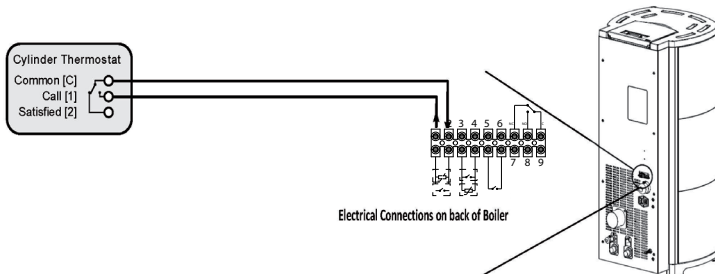 Cylinder Thermostat
Common [C]
Call [1]
Satisfied [2]
2 3 4 5 6
7 8 9
Electrical Connections on back of Boiler